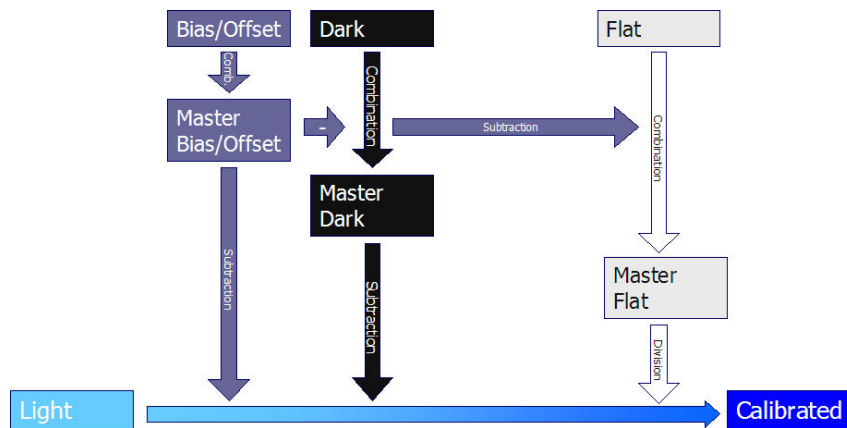 Bias/Offset
Dark
Flat
Comb.
Combination
Master
Bias/Offset
-
Subtraction
Combination
Master
Dark
Subtraction
Subtraction
Master
Flat
Division
Light
Calibrated